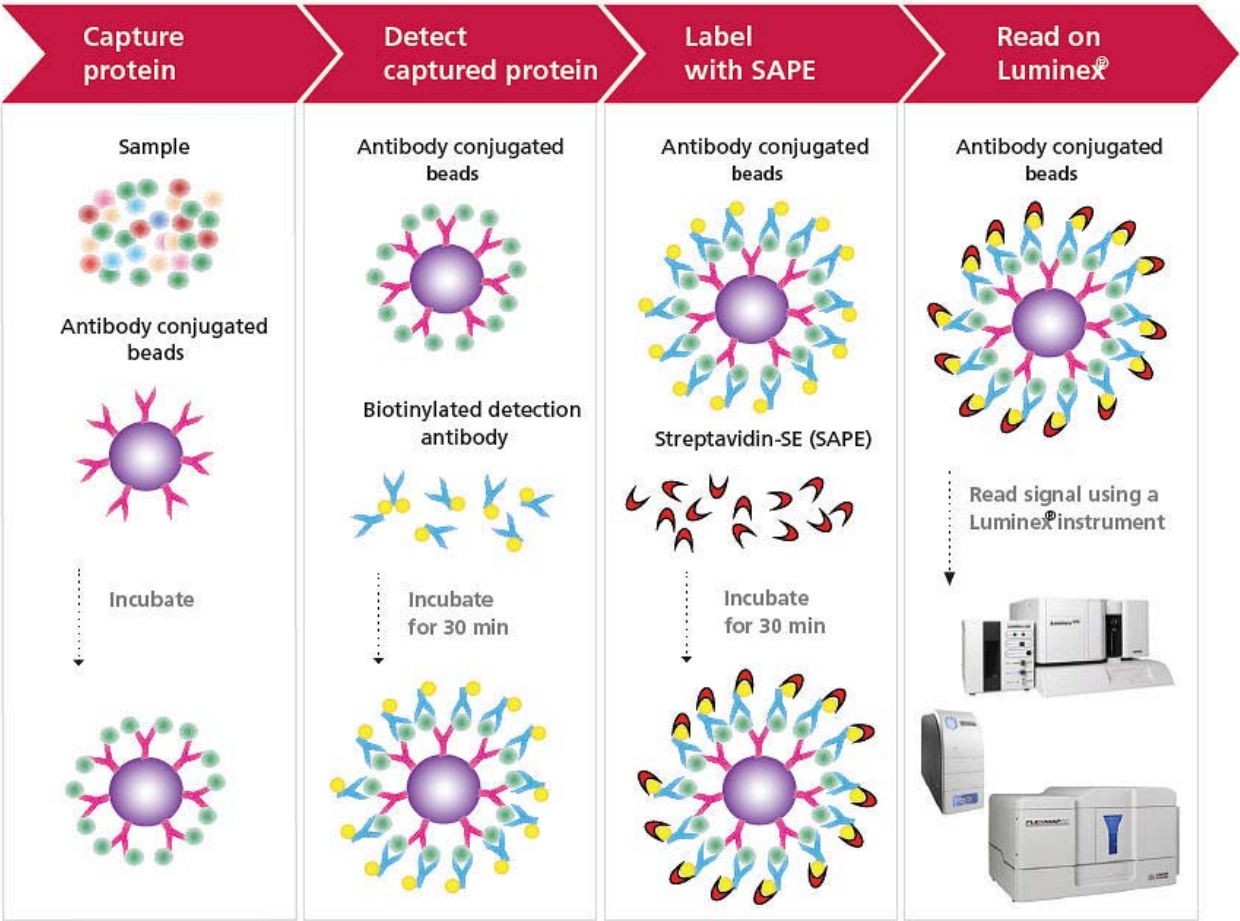 Capture
protein
Detect
captured protein
Label
with SAPE
Read on
Luminex®
Sample
Antibody conjugated
beads
Incubate
Antibody conjugated
beads
Biotinylated detection
antibody
Incubate
for 30 min
Antibody conjugated
beads
Streptavidin-SE (SAPE)
Incubate
for 30 min
Antibody conjugated
beads
Read signal using a
Luminex® instrument